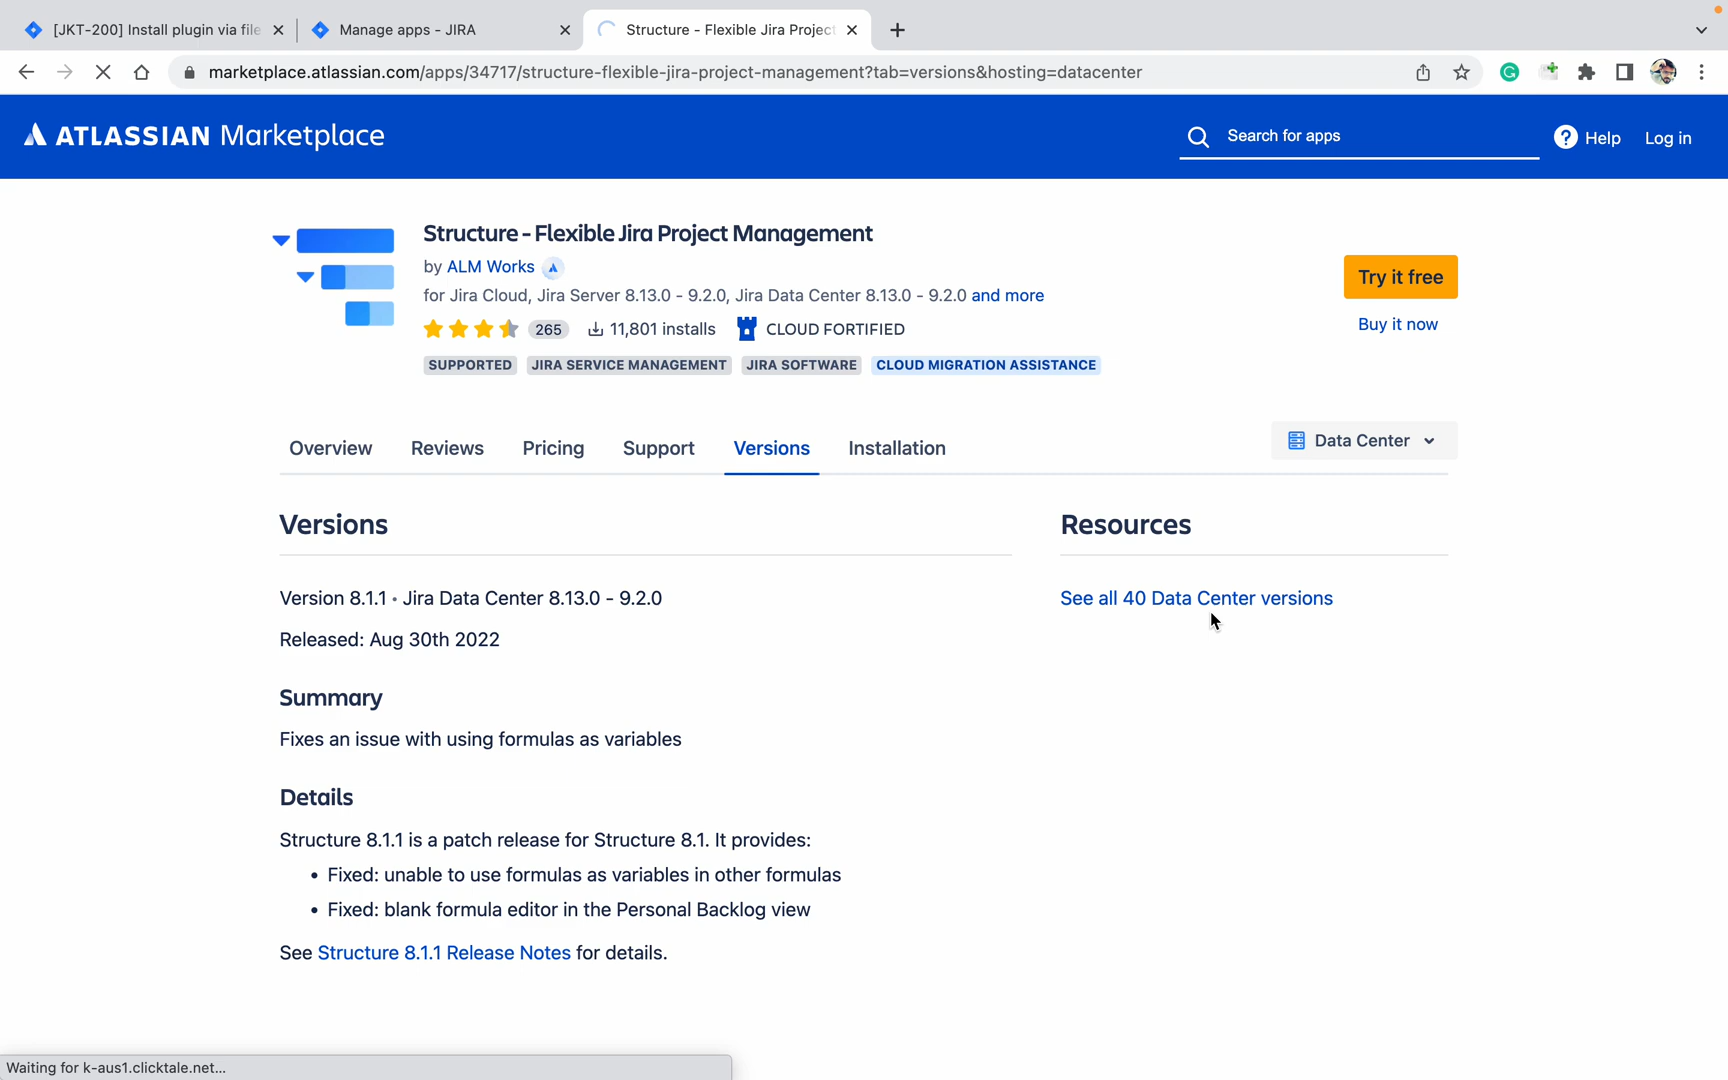 [JKT-200] Install plugin via file
Manage apps - JIRA
Structure - Flexible Jira Project
marketplace.atlassian.com/apps/34717/structure-flexible-jira-project-management?tab=versions&hosting=datacenter
ATLASSIAN Marketplace
Search for apps
? Help
Log in
Structure - Flexible Jira Project Management
by ALM Works
for Jira Cloud, Jira Server 8.13.0 - 9.2.0, Jira Data Center 8.13.0 - 9.2.0 and more
265 11,801 installs CLOUD FORTIFIED
SUPPORTED JIRA SERVICE MANAGEMENT JIRA SOFTWARE CLOUD MIGRATION ASSISTANCE
Try it free
Buy it now
Overview Reviews Pricing Support Versions Installation
Data Center
Versions
Version 8.1.1 • Jira Data Center 8.13.0 - 9.2.0
Released: Aug 30th 2022
Summary
Fixes an issue with using formulas as variables
Details
Structure 8.1.1 is a patch release for Structure 8.1. It provides:
• Fixed: unable to use formulas as variables in other formulas
• Fixed: blank formula editor in the Personal Backlog view
See Structure 8.1.1 Release Notes for details.
Resources
See all 40 Data Center versions
Waiting for k-aus1.clicktale.net...